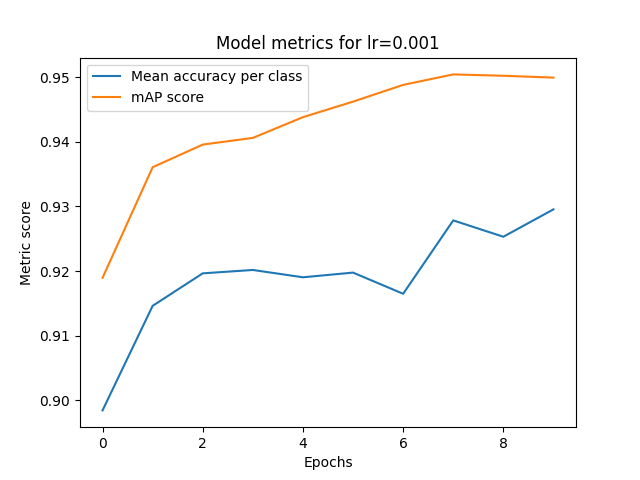 Model metrics for lr=0.001
Mean accuracy per class
mAP score
0.95
0.94
0.93
0.92
0.91
0.90
Metric score
0 2 4 6 8
Epochs